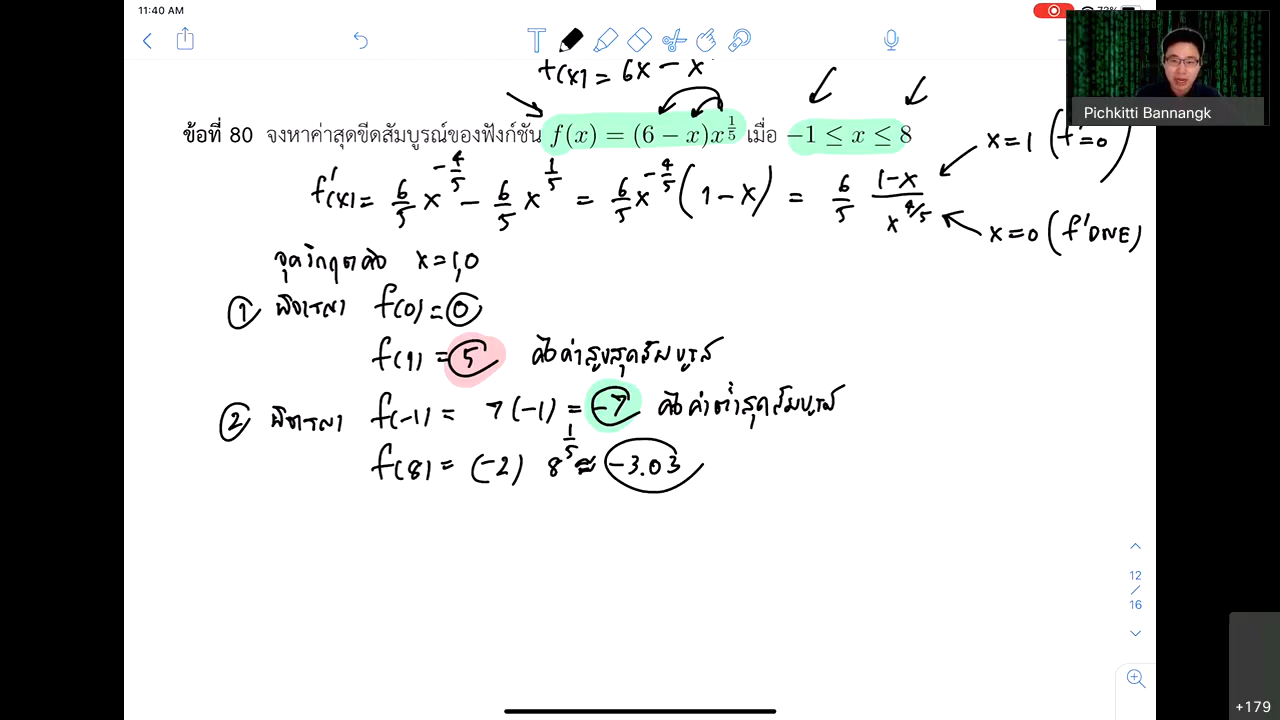 11:40 AM
73%
f(x) = 6x − x
ข้อที่ 80 จงหาค่าสุดขีดสัมบูรณ์ของฟังก์ชัน f(x) = (6 − x)x^{1/5} เมื่อ −1 ≤ x ≤ 8
Pichkitti Bannangk
x=1 (f'=0)
f'(x) = 6/5 x^{-4/5} − 6/5 x^{1/5} = 6/5 x^{-4/5} (1 − x) = 6/5 (1−x)/x^{4/5}
x=0 (f' DNE)
จุดวิกฤตคือ x=1,0
① พิจารณา f(0) = 0
f(1) = 5 คือค่าสูงสุดสัมบูรณ์
② พิจารณา f(-1) = 7(-1) = -7 คือค่าต่ำสุดสัมบูรณ์
f(8) = (-2) 8^{1/5} ≈ -3.03
12
/
16
+179